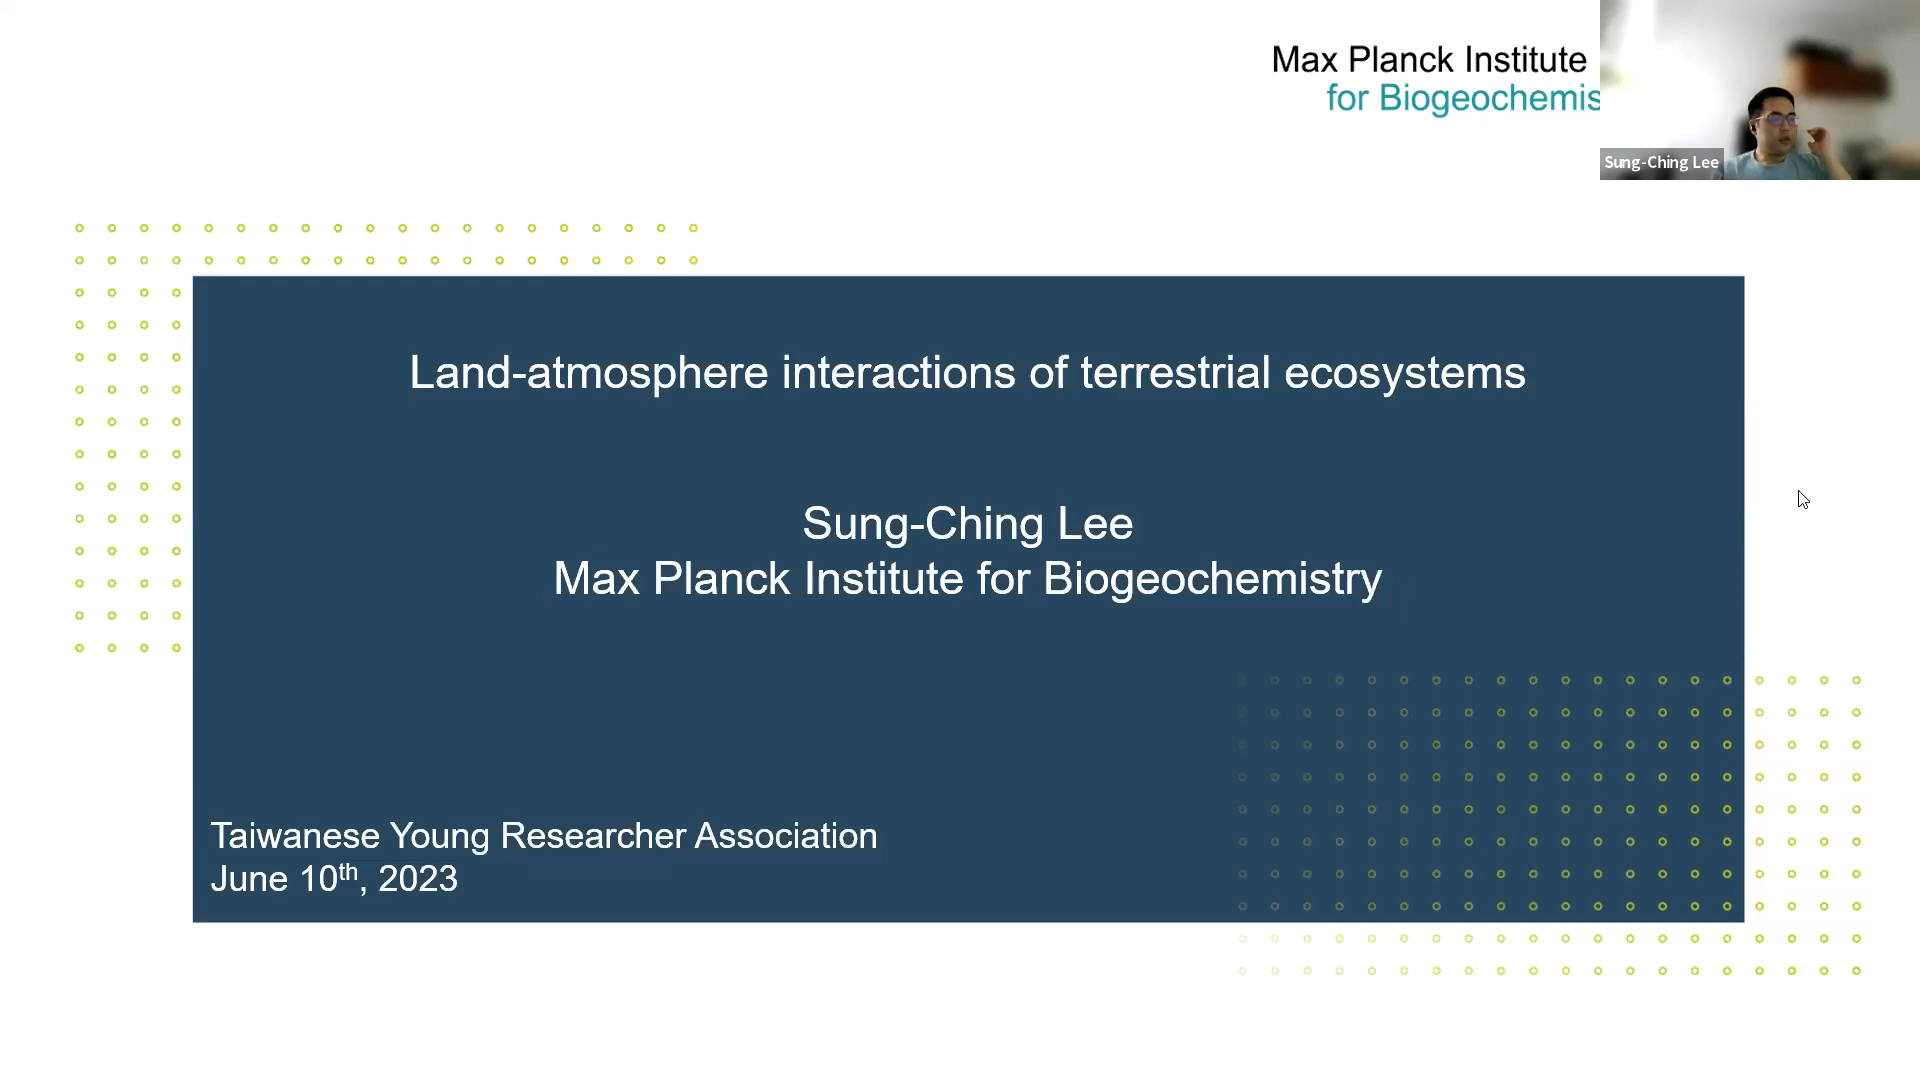 Max Planck Institute
for Biogeochemis
Sung-Ching Lee
Land-atmosphere interactions of terrestrial ecosystems
Sung-Ching Lee
Max Planck Institute for Biogeochemistry
Taiwanese Young Researcher Association
June 10th, 2023